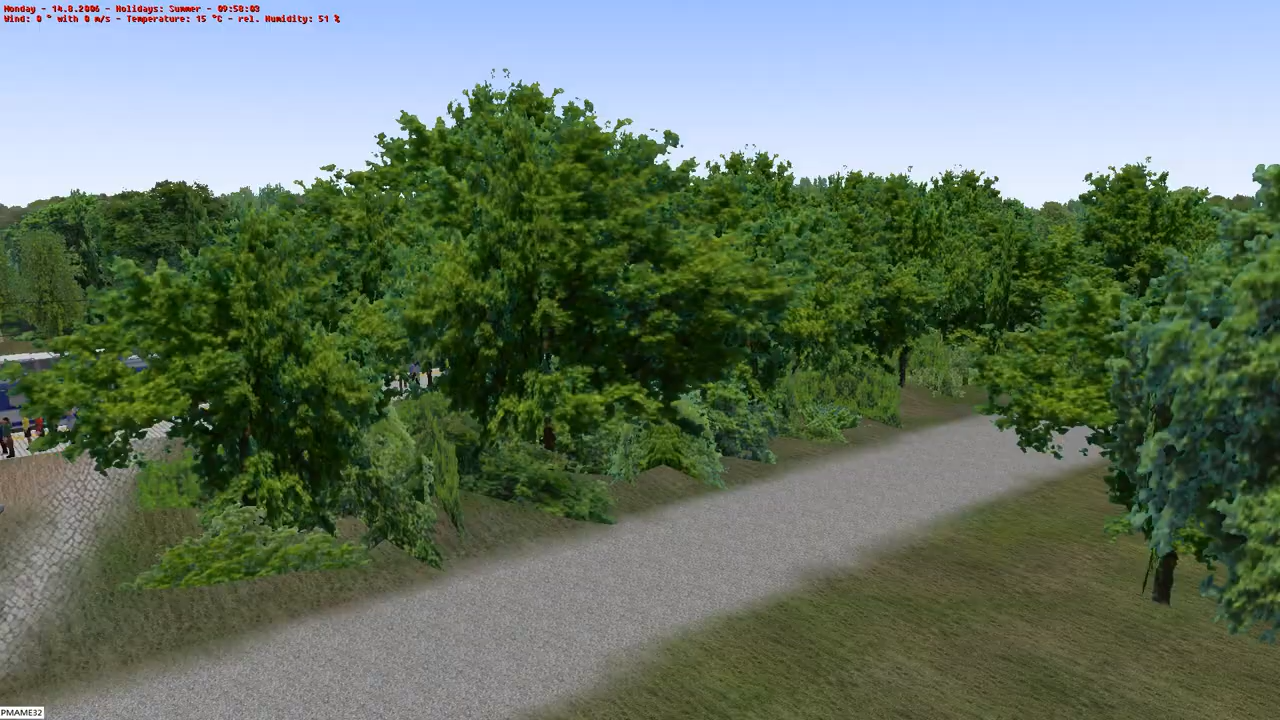 Monday - 14.8.2006 - Holidays: Summer - 09:58:03
Wind: 0 ° with 0 m/s - Temperature: 15 °C - rel. Humidity: 51 %
PMAME32